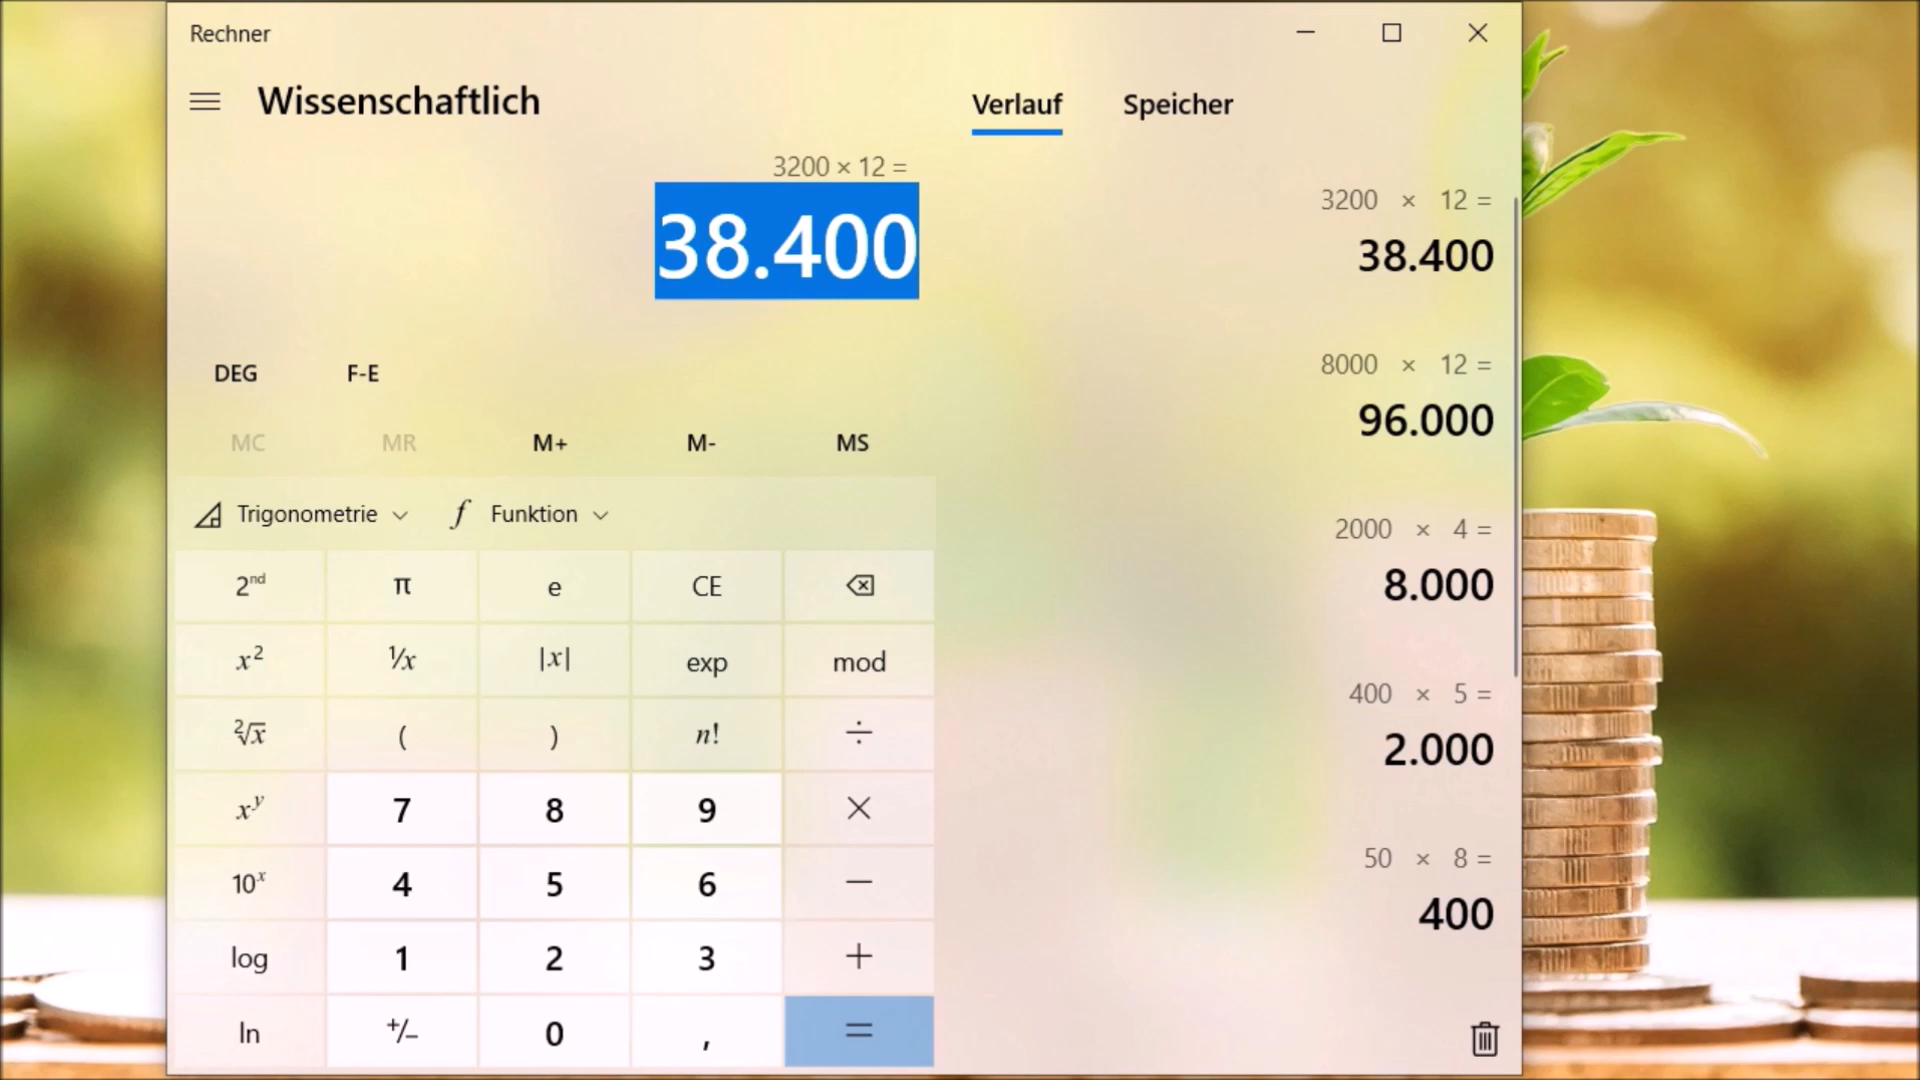 Rechner
Wissenschaftlich
3200 × 12 =
38.400
DEG F-E
MC MR M+ M- MS
Trigonometrie f Funktion
2nd π e CE
x² ¹/x |x| exp mod
²√x ( ) n! ÷
xʸ 7 8 9 ×
10ˣ 4 5 6 −
log 1 2 3 +
ln +/− 0 , =
Verlauf Speicher
3200 × 12 =
38.400
8000 × 12 =
96.000
2000 × 4 =
8.000
400 × 5 =
2.000
50 × 8 =
400